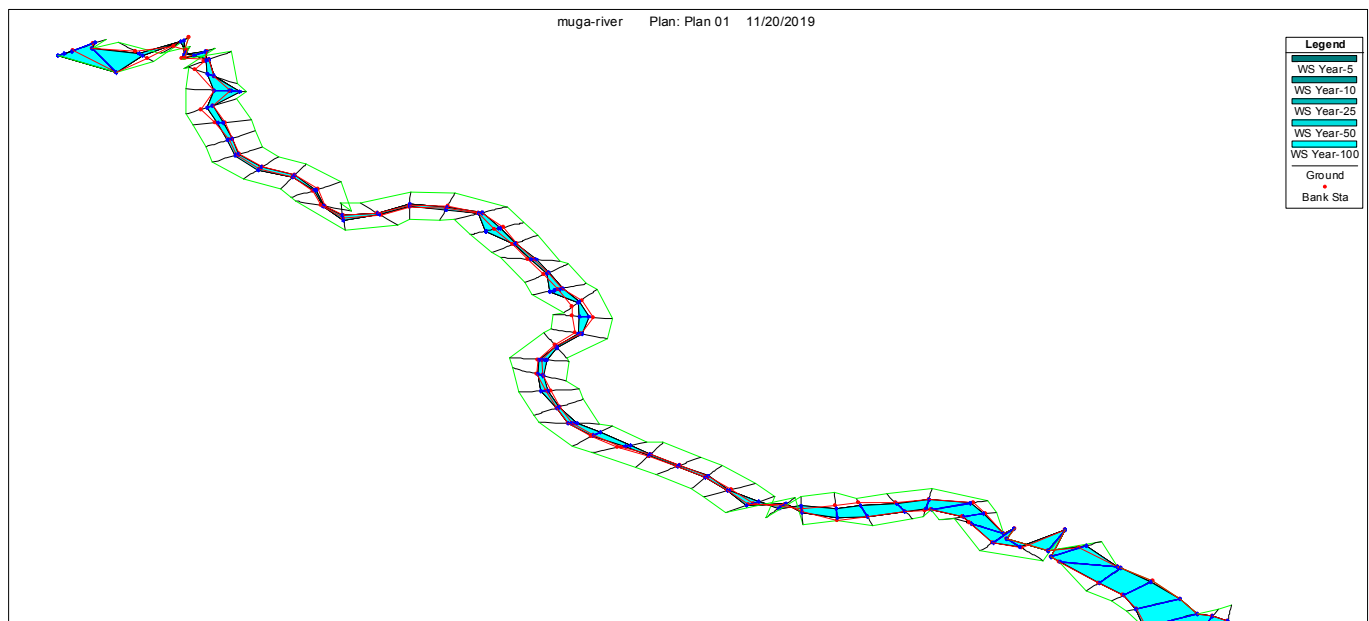 muga-river Plan: Plan 01 11/20/2019
Legend
WS Year-5
WS Year-10
WS Year-25
WS Year-50
WS Year-100
Ground
Bank Sta